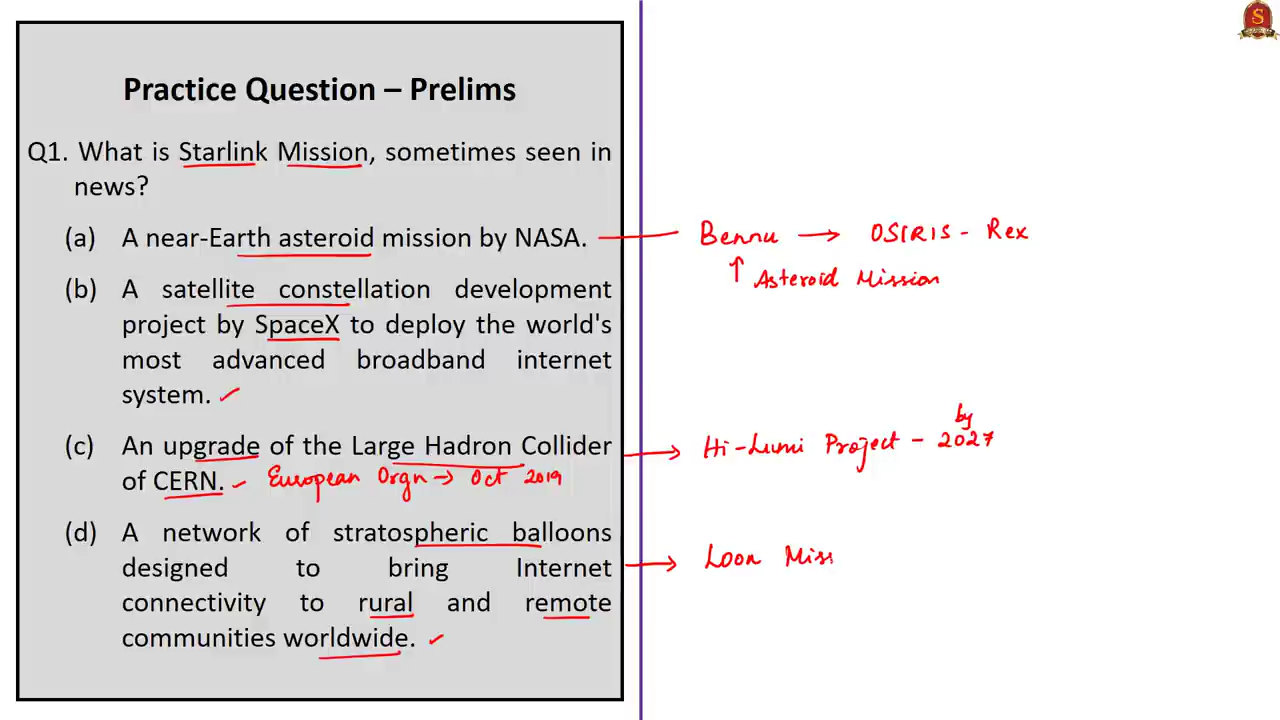 Practice Question – Prelims
Q1. What is Starlink Mission, sometimes seen in
news?
(a) A near-Earth asteroid mission by NASA.
Bennu → OSIRIS - Rex
↑ Asteroid Mission
(b) A satellite constellation development
project by SpaceX to deploy the world's
most advanced broadband internet
system.
(c) An upgrade of the Large Hadron Collider
of CERN. European Orgn → Oct 2019
by
Hi-Lumi Project - 2027
(d) A network of stratospheric balloons
designed to bring Internet
connectivity to rural and remote
communities worldwide.
Loon Miss
S